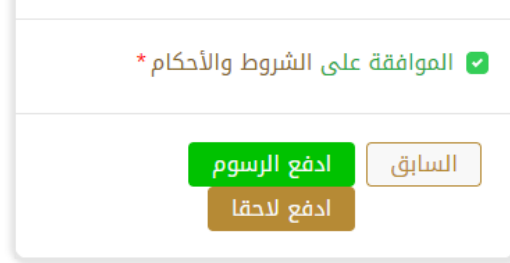 الموافقة على الشروط والأحكام *
السابق
ادفع الرسوم
ادفع لاحقا